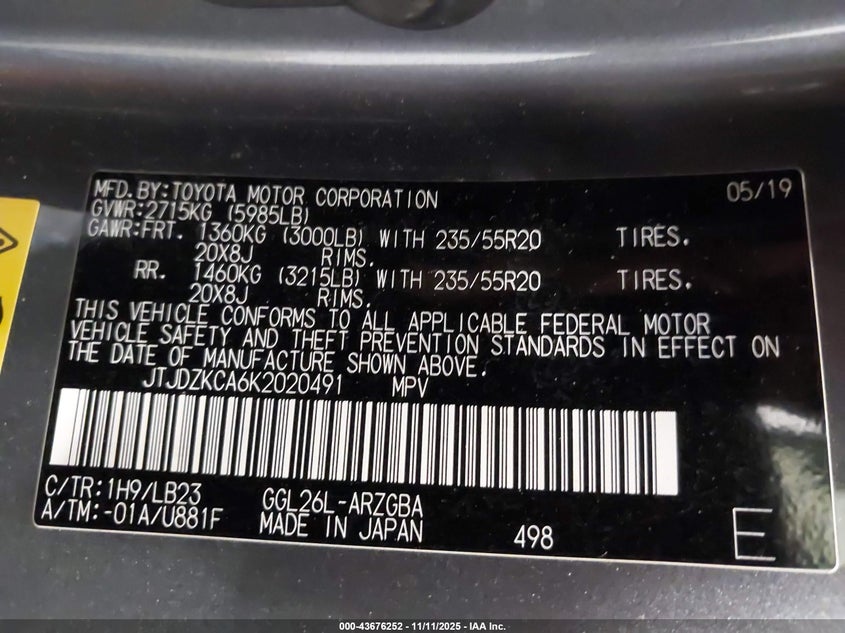 MFD. BY: TOYOTA MOTOR CORPORATION 05/19
GVWR: 2715KG (5985LB)
GAWR: FRT. 1360KG (3000LB) WITH 235/55R20 TIRES.
20X8J RIMS.
RR. 1460KG (3215LB) WITH 235/55R20 TIRES.
20X8J RIMS.
THIS VEHICLE CONFORMS TO ALL APPLICABLE FEDERAL MOTOR
VEHICLE SAFETY AND THEFT PREVENTION STANDARDS IN EFFECT ON
THE DATE OF MANUFACTURE SHOWN ABOVE.
JTJDZKCA6K2020491 MPV
C/TR: 1H9/LB23 GGL26L-ARZGBA
A/TM: -01A/U881F MADE IN JAPAN 498 E
000-43676252 - 11/11/2025 - IAA Inc.